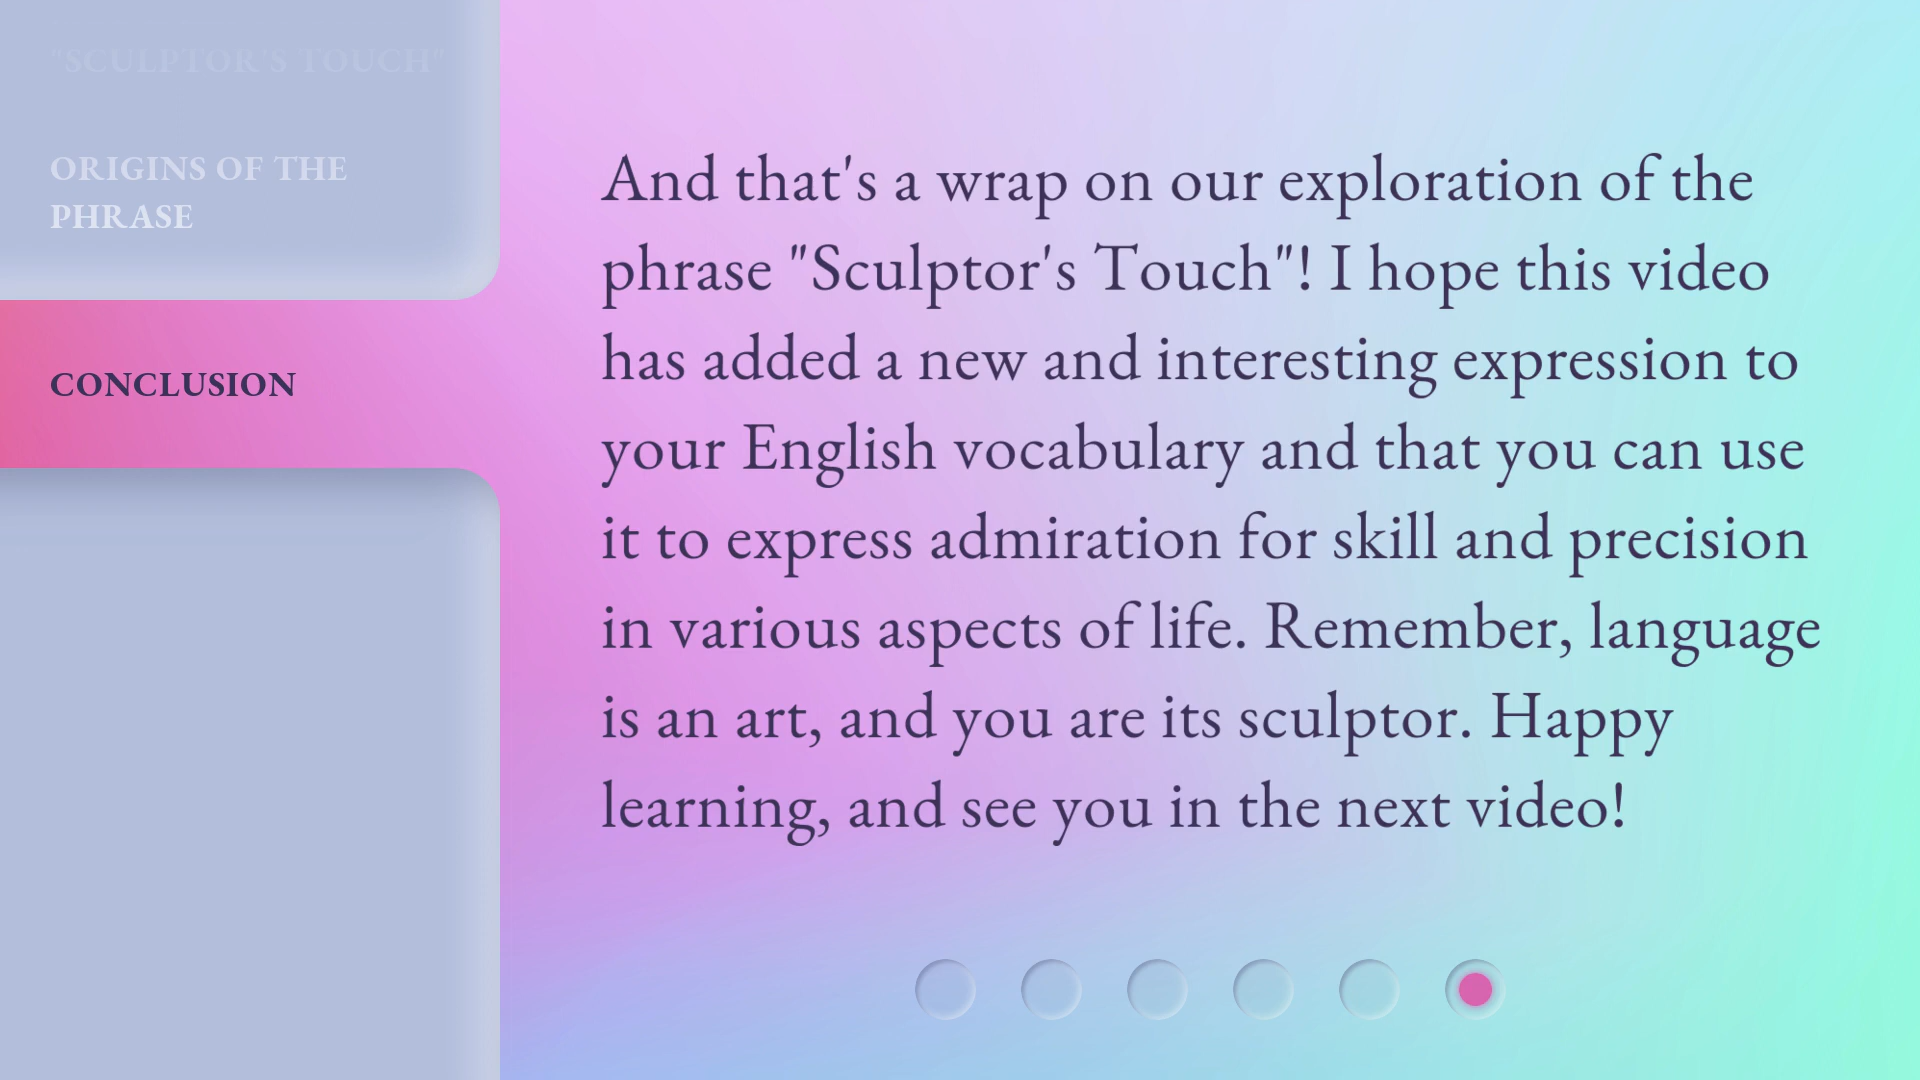 "SCULPTOR'S TOUCH"
ORIGINS OF THE
PHRASE
CONCLUSION
And that's a wrap on our exploration of the
phrase "Sculptor's Touch"! I hope this video
has added a new and interesting expression to
your English vocabulary and that you can use
it to express admiration for skill and precision
in various aspects of life. Remember, language
is an art, and you are its sculptor. Happy
learning, and see you in the next video!